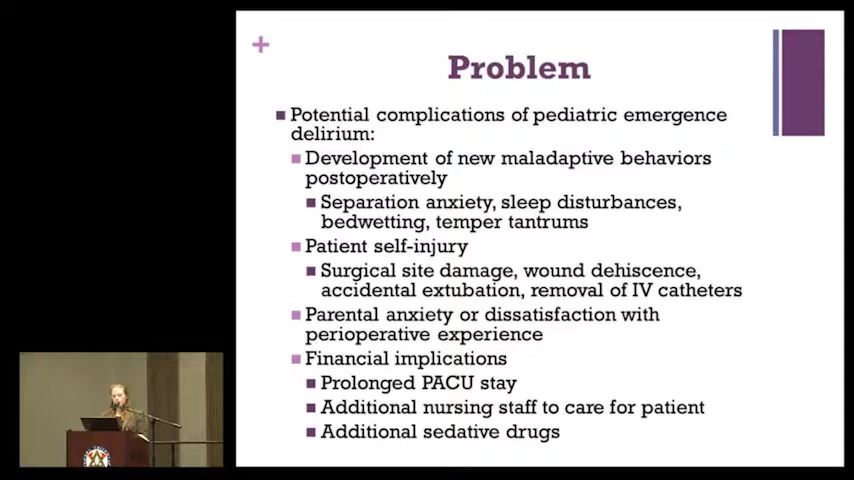 +
Problem
Potential complications of pediatric emergence
delirium:
Development of new maladaptive behaviors
postoperatively
Separation anxiety, sleep disturbances,
bedwetting, temper tantrums
Patient self-injury
Surgical site damage, wound dehiscence,
accidental extubation, removal of IV catheters
Parental anxiety or dissatisfaction with
perioperative experience
Financial implications
Prolonged PACU stay
Additional nursing staff to care for patient
Additional sedative drugs